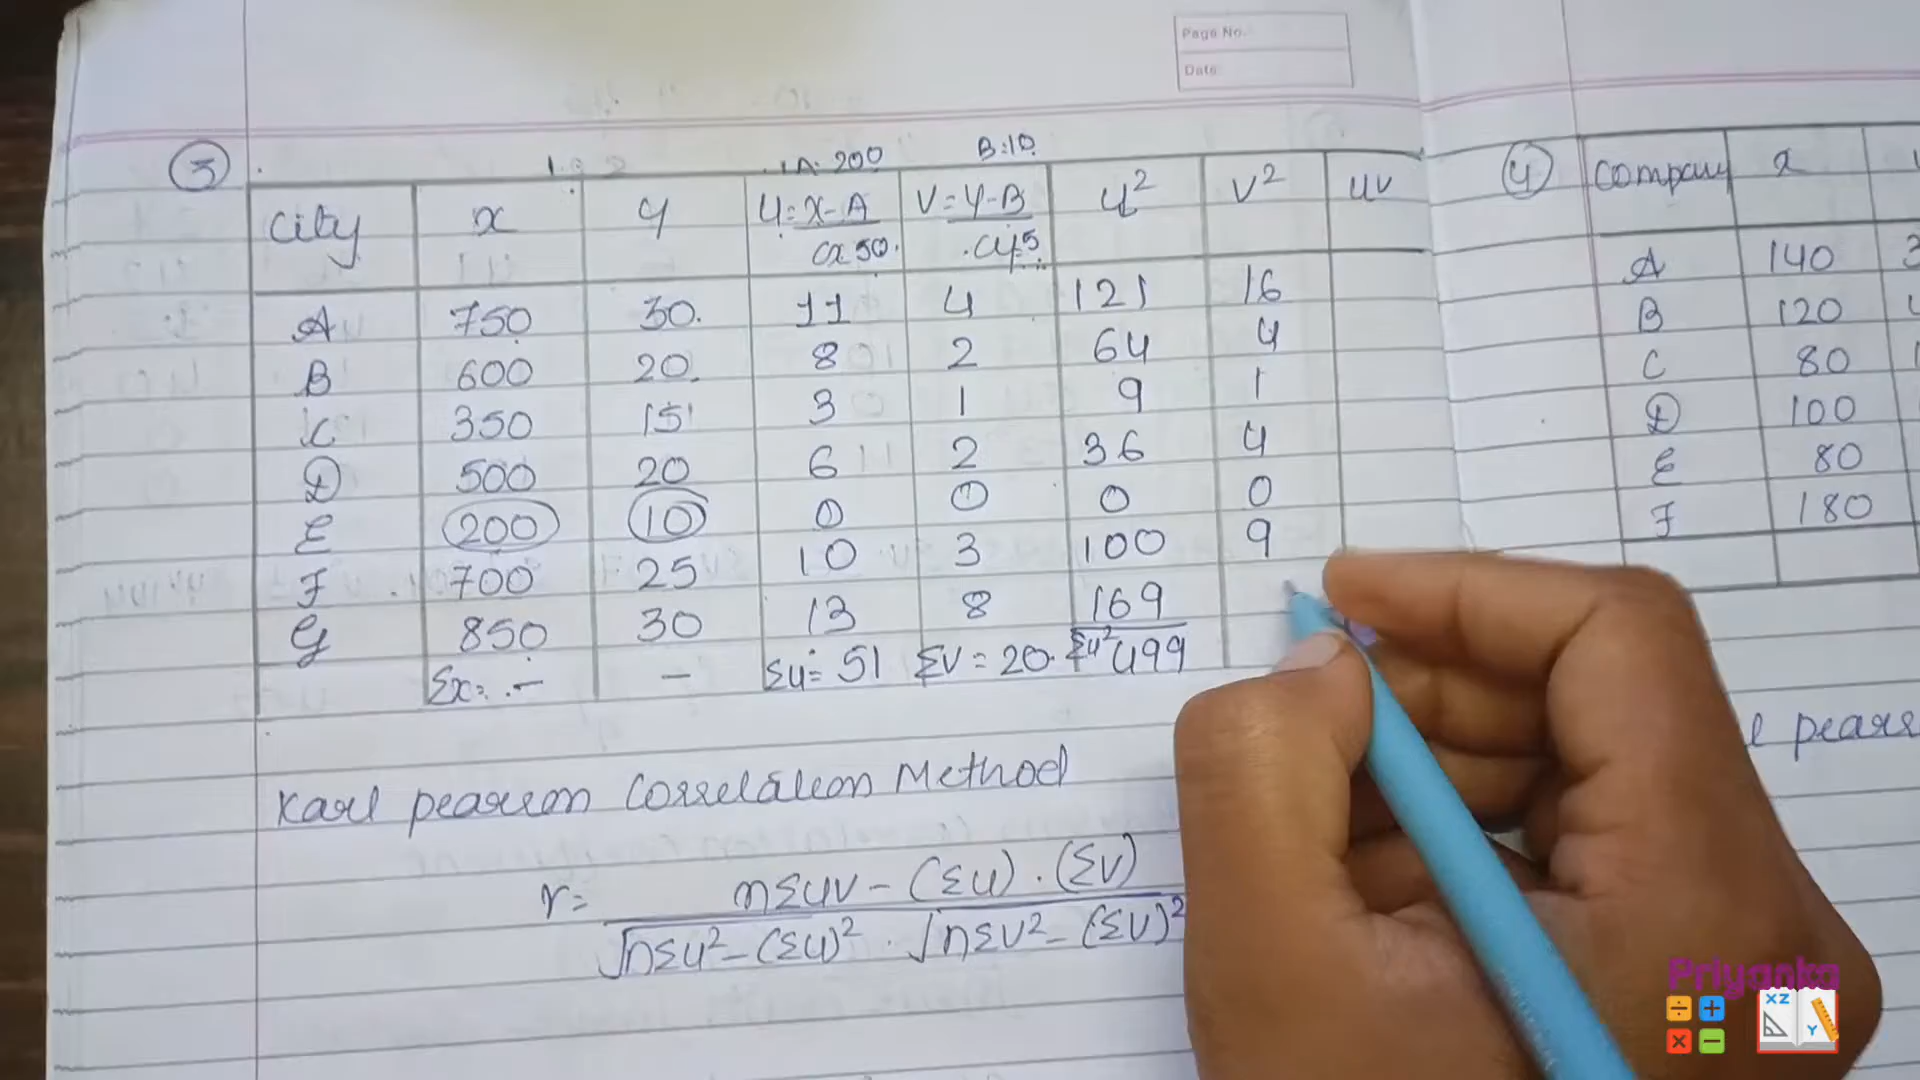 Page No.
Date
A: 200 B:10
③ City x y u=x-A/cx 50. v=y-B/cy5 u² v² uv
A 750 30. 11 4 121 16
B 600 20. 8 2 64 4
C 350 15 3 1 9 1
D 500 20 6 2 36 4
E 200 10 0 0 0 0
F 700 25 10 3 100 9
G 850 30 13 8 169
Σx= .- - Σu= 51 Σv = 20. Σu² 499
Karl pearson Correlation Method
r= nΣuv - (Σu) . (Σv)
√nΣu² - (Σu)² . √nΣv² - (Σv)²
④ Company x
A 140 3
B 120
C 80
D 100
E 80
F 180
l pears
Priyanka
XZ
Y